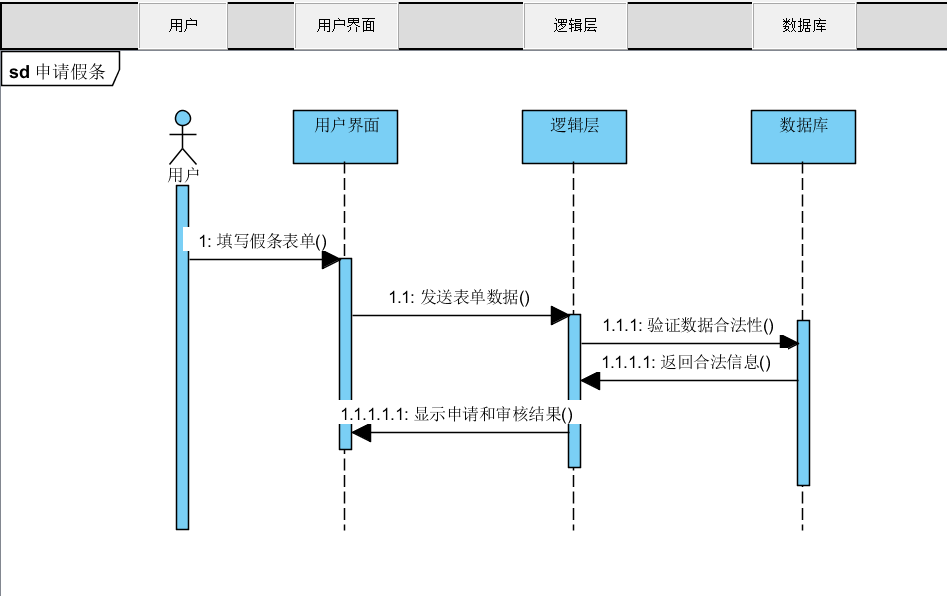 用户 用户界面 逻辑层 数据库
sd 申请假条
用户界面 逻辑层 数据库
用户
1: 填写假条表单()
1.1: 发送表单数据()
1.1.1: 验证数据合法性()
1.1.1.1: 返回合法信息()
1.1.1.1.1: 显示申请和审核结果()